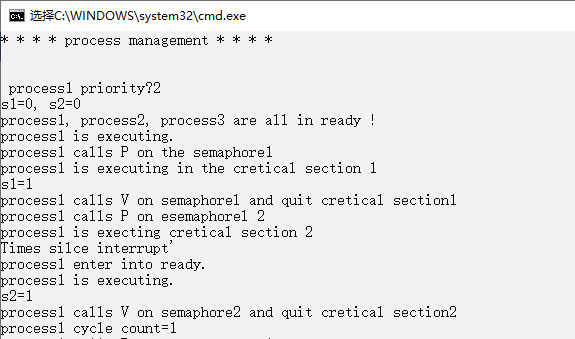 选择C:\WINDOWS\system32\cmd.exe
* * * * process management * * * *
process1 priority?2
s1=0, s2=0
process1, process2, process3 are all in ready !
process1 is executing.
process1 calls P on the semaphore1
process1 is executing in the cretical section 1
s1=1
process1 calls V on semaphore1 and quit cretical section1
process1 calls P on esemaphorel 2
process1 is execting cretical section 2
Times silce interrupt'
process1 enter into ready.
process1 is executing.
s2=1
process1 calls V on semaphore2 and quit cretical section2
process1 cycle count=1